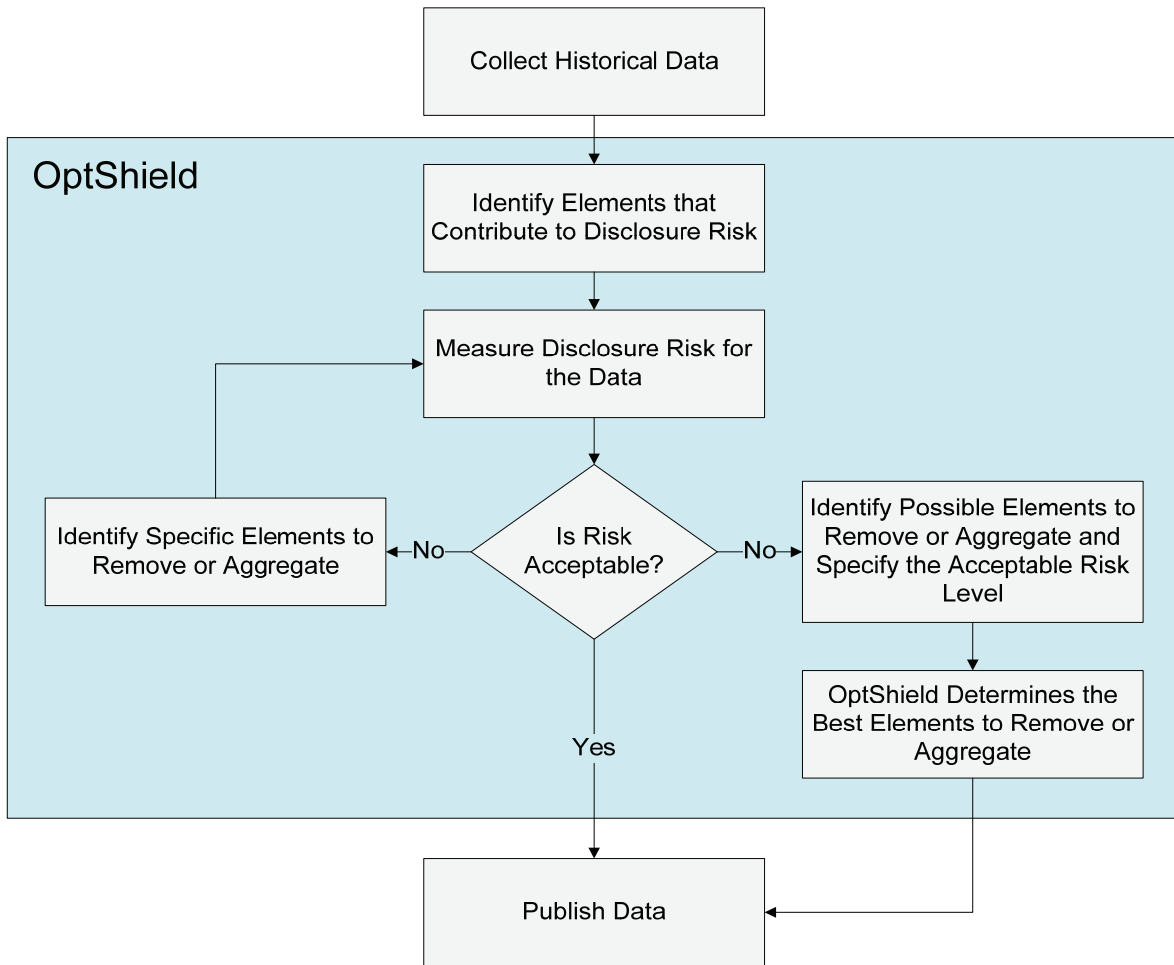 Collect Historical Data
OptShield
Identify Elements that
Contribute to Disclosure Risk
Measure Disclosure Risk for
the Data
Identify Specific Elements to
Remove or Aggregate
No
Is Risk
Acceptable?
No
Identify Possible Elements to
Remove or Aggregate and
Specify the Acceptable Risk
Level
OptShield Determines the
Best Elements to Remove or
Aggregate
Yes
Publish Data